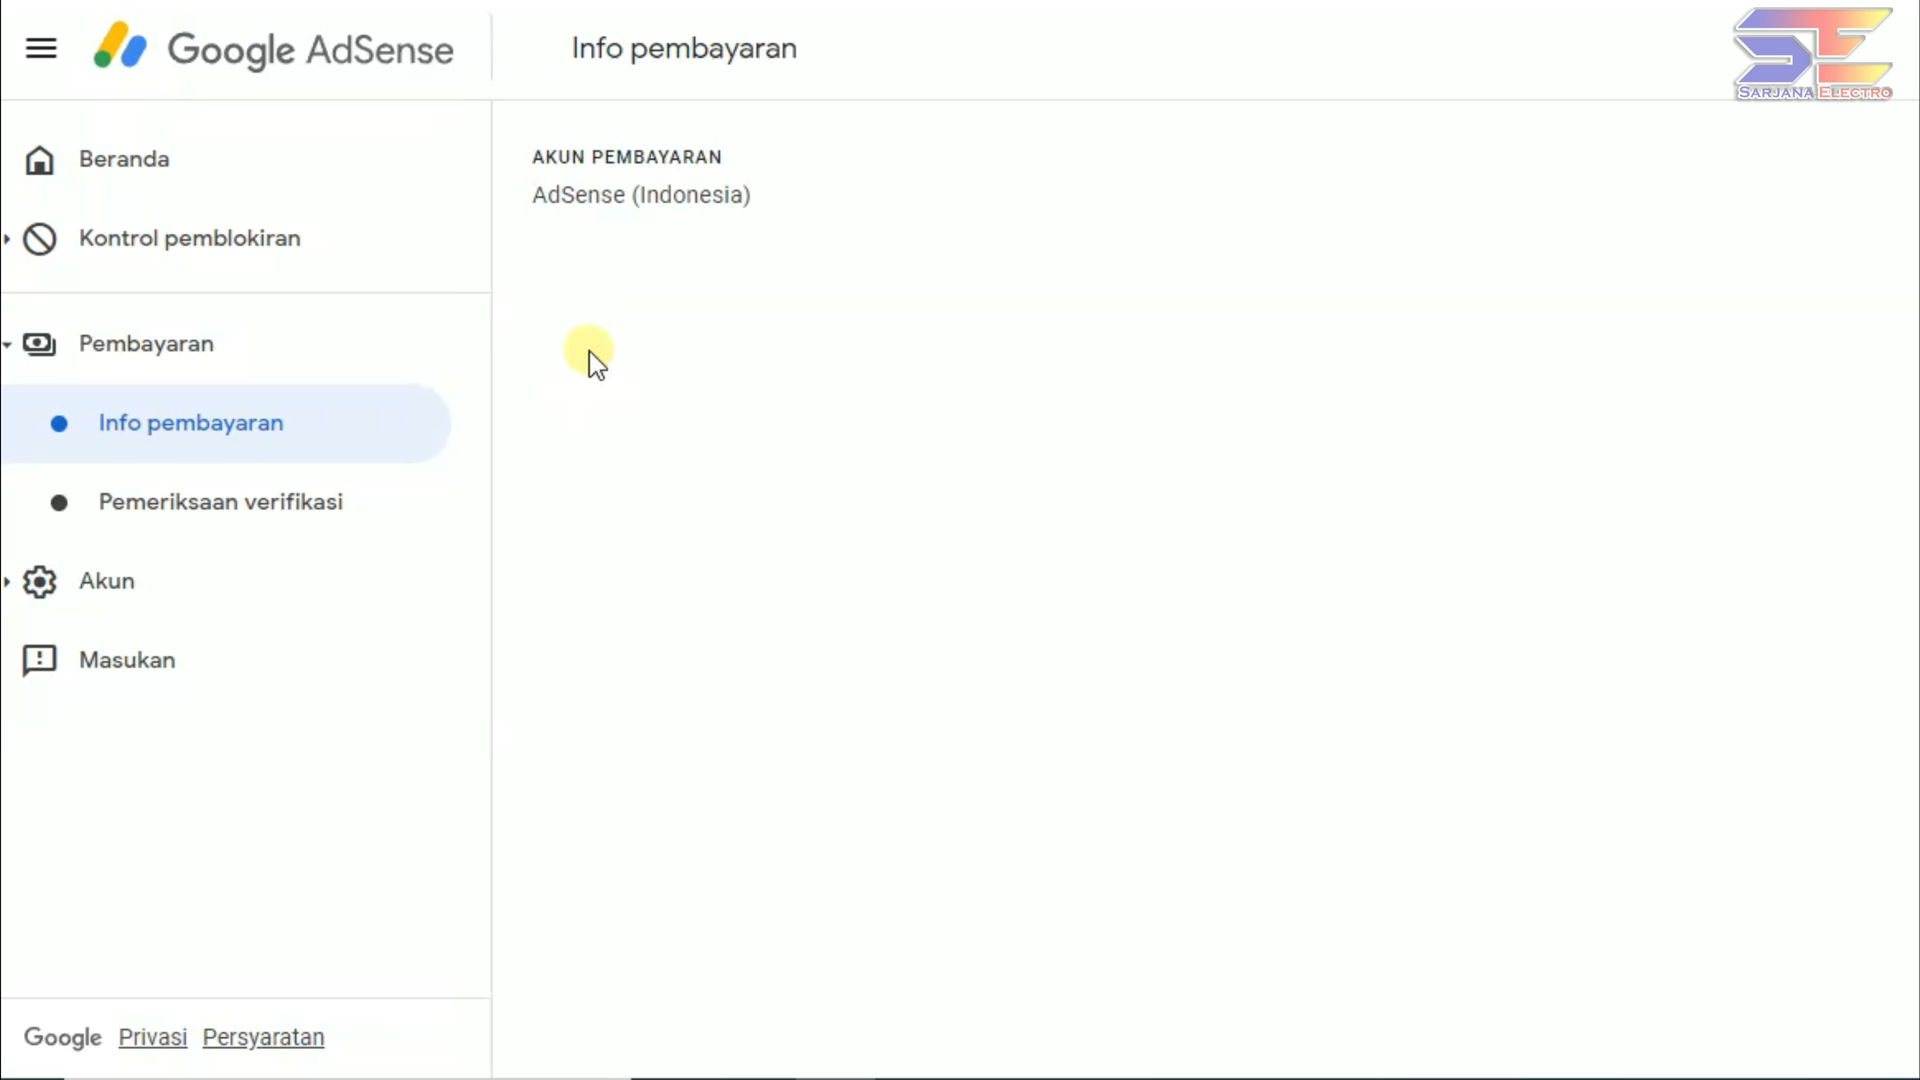 Google AdSense
Info pembayaran
SARJANA ELECTRO
Beranda
Kontrol pemblokiran
Pembayaran
Info pembayaran
Pemeriksaan verifikasi
Akun
Masukan
Google Privasi Persyaratan
AKUN PEMBAYARAN
AdSense (Indonesia)